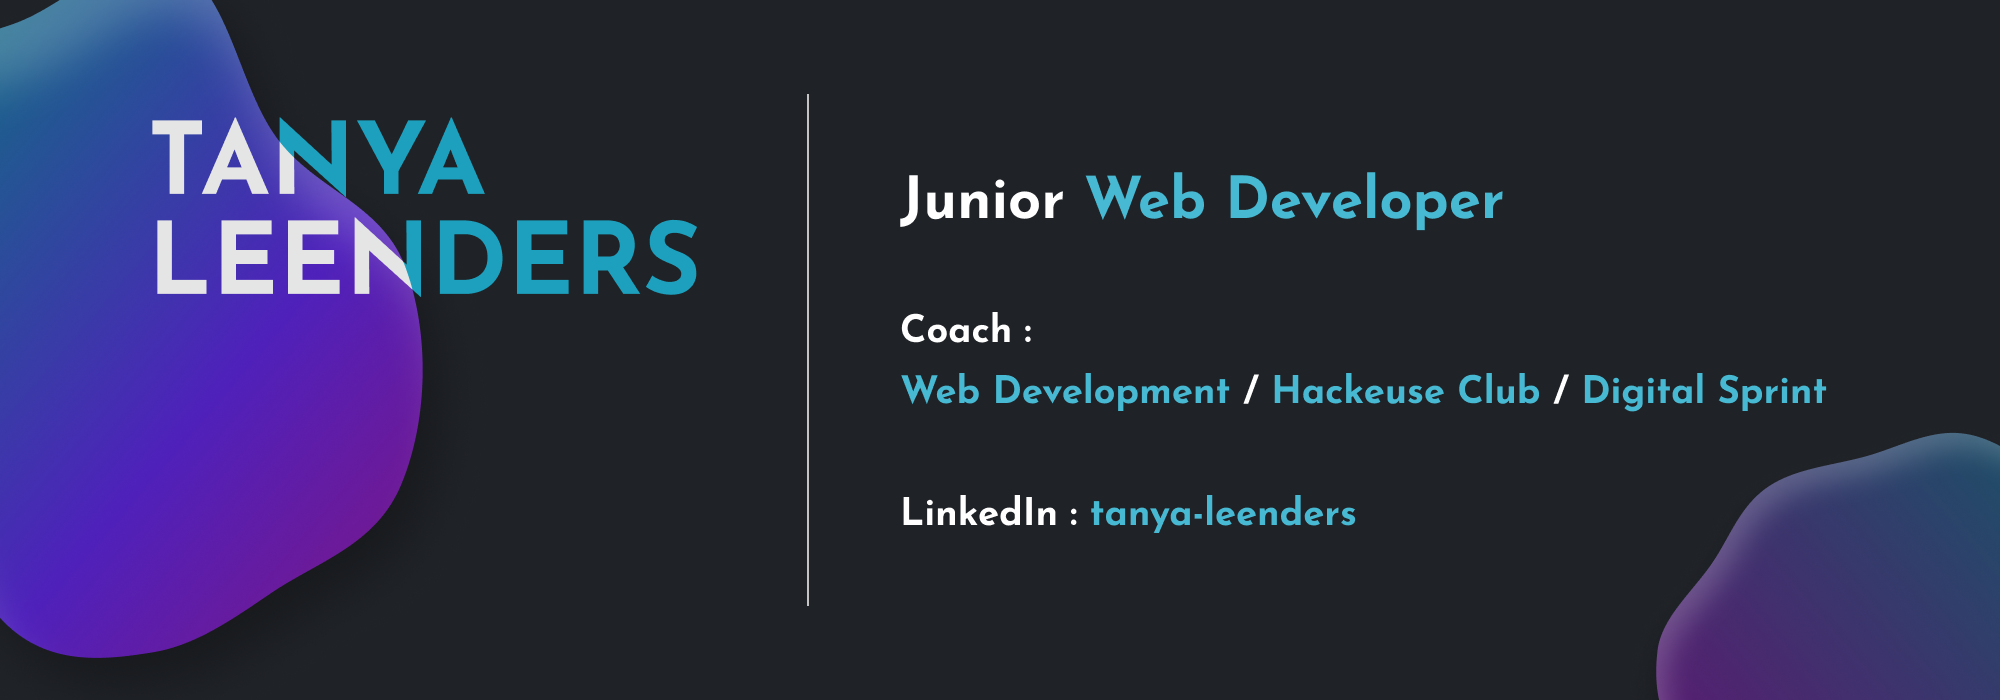 TANYA
LEENDERS
Junior Web Developer
Coach :
Web Development / Hackeuse Club / Digital Sprint
LinkedIn : tanya-leenders